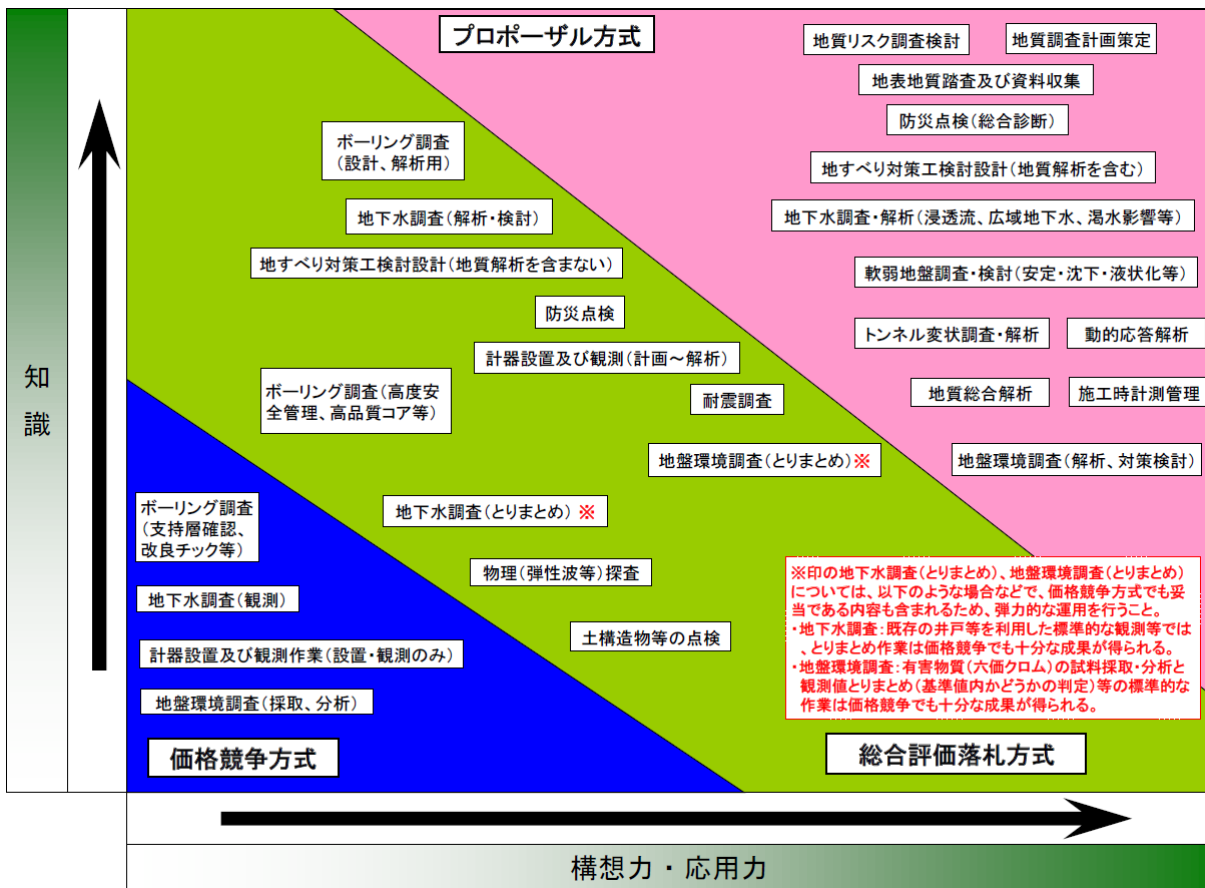 プロポーザル方式
地質リスク調査検討
地質調査計画策定
地表地質踏査及び資料収集
防災点検(総合診断)
ボーリング調査
(設計、解析用)
地すべり対策工検討設計(地質解析を含む)
地下水調査(解析・検討)
地下水調査・解析(浸透流、広域地下水、渇水影響等)
地すべり対策工検討設計(地質解析を含まない)
軟弱地盤調査・検討(安定・沈下・液状化等)
防災点検
トンネル変状調査・解析
動的応答解析
計器設置及び観測(計画～解析)
ボーリング調査(高度安
全管理、高品質コア等)
耐震調査
地質総合解析
施工時計測管理
地盤環境調査(とりまとめ)※
地盤環境調査(解析、対策検討)
ボーリング調査
(支持層確認、
改良チック等)
地下水調査(とりまとめ)※
物理(弾性波等)探査
地下水調査(観測)
土構造物等の点検
計器設置及び観測作業(設置・観測のみ)
地盤環境調査(採取、分析)
※印の地下水調査(とりまとめ)、地盤環境調査(とりまとめ)
については、以下のような場合などで、価格競争方式でも妥
当である内容も含まれるため、弾力的な運用を行うこと。
・地下水調査:既存の井戸等を利用した標準的な観測等では
、とりまとめ作業は価格競争でも十分な成果が得られる。
・地盤環境調査:有害物質(六価クロム)の試料採取・分析と
観測値とりまとめ(基準値内かどうかの判定)等の標準的な
作業は価格競争でも十分な成果が得られる。
価格競争方式
総合評価落札方式
知
識
構想力・応用力